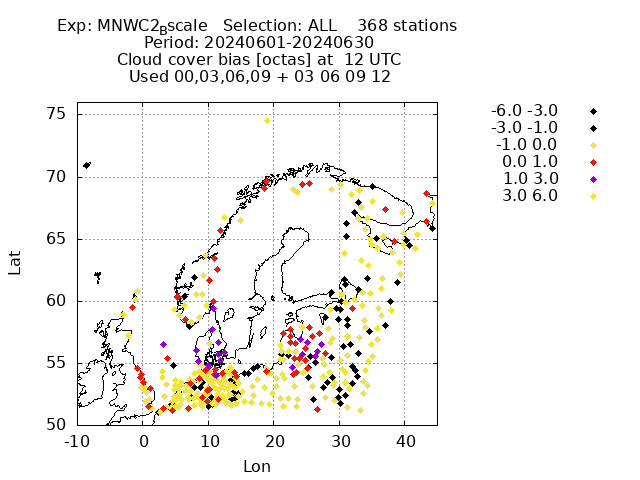 Exp: MNWC2Bscale   Selection: ALL    368 stations
Period: 20240601-20240630
Cloud cover bias [octas] at  12 UTC
Used 00,03,06,09 + 03 06 09 12
-6.0 -3.0
-3.0 -1.0
-1.0 0.0
0.0 1.0
1.0 3.0
3.0 6.0
75
70
65
60
55
50
Lat
-10 0 10 20 30 40
Lon